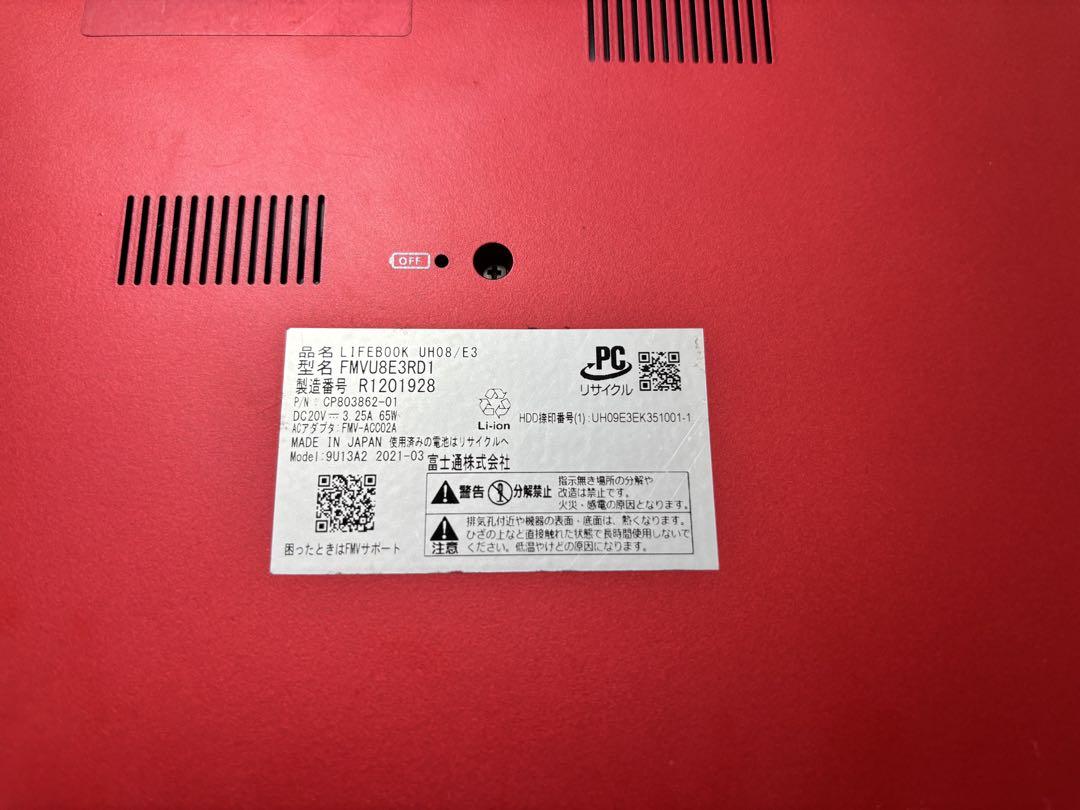 OFF
品名 LIFEBOOK UH08/E3
型名 FMVU8E3RD1
製造番号 R1201928
P/N : CP803862-01
DC20V⎓3.25A 65W
ACアダプタ:FMV-ACC02A
MADE IN JAPAN 使用済みの電池はリサイクルへ
Model:9U13A2 2021-03 富士通株式会社
Li-ion
PC
リサイクル
HDD捺印番号(1):UH09E3EK351001-1
警告 分解禁止
指示無き場所の分解や
改造は禁止です。
火災・感電の原因となります。
注意
排気孔付近や機器の表面・底面は、熱くなります。
ひざの上など直接触れた状態で長時間使用しないで
ください。低温やけどの原因になります。
困ったときはFMVサポート